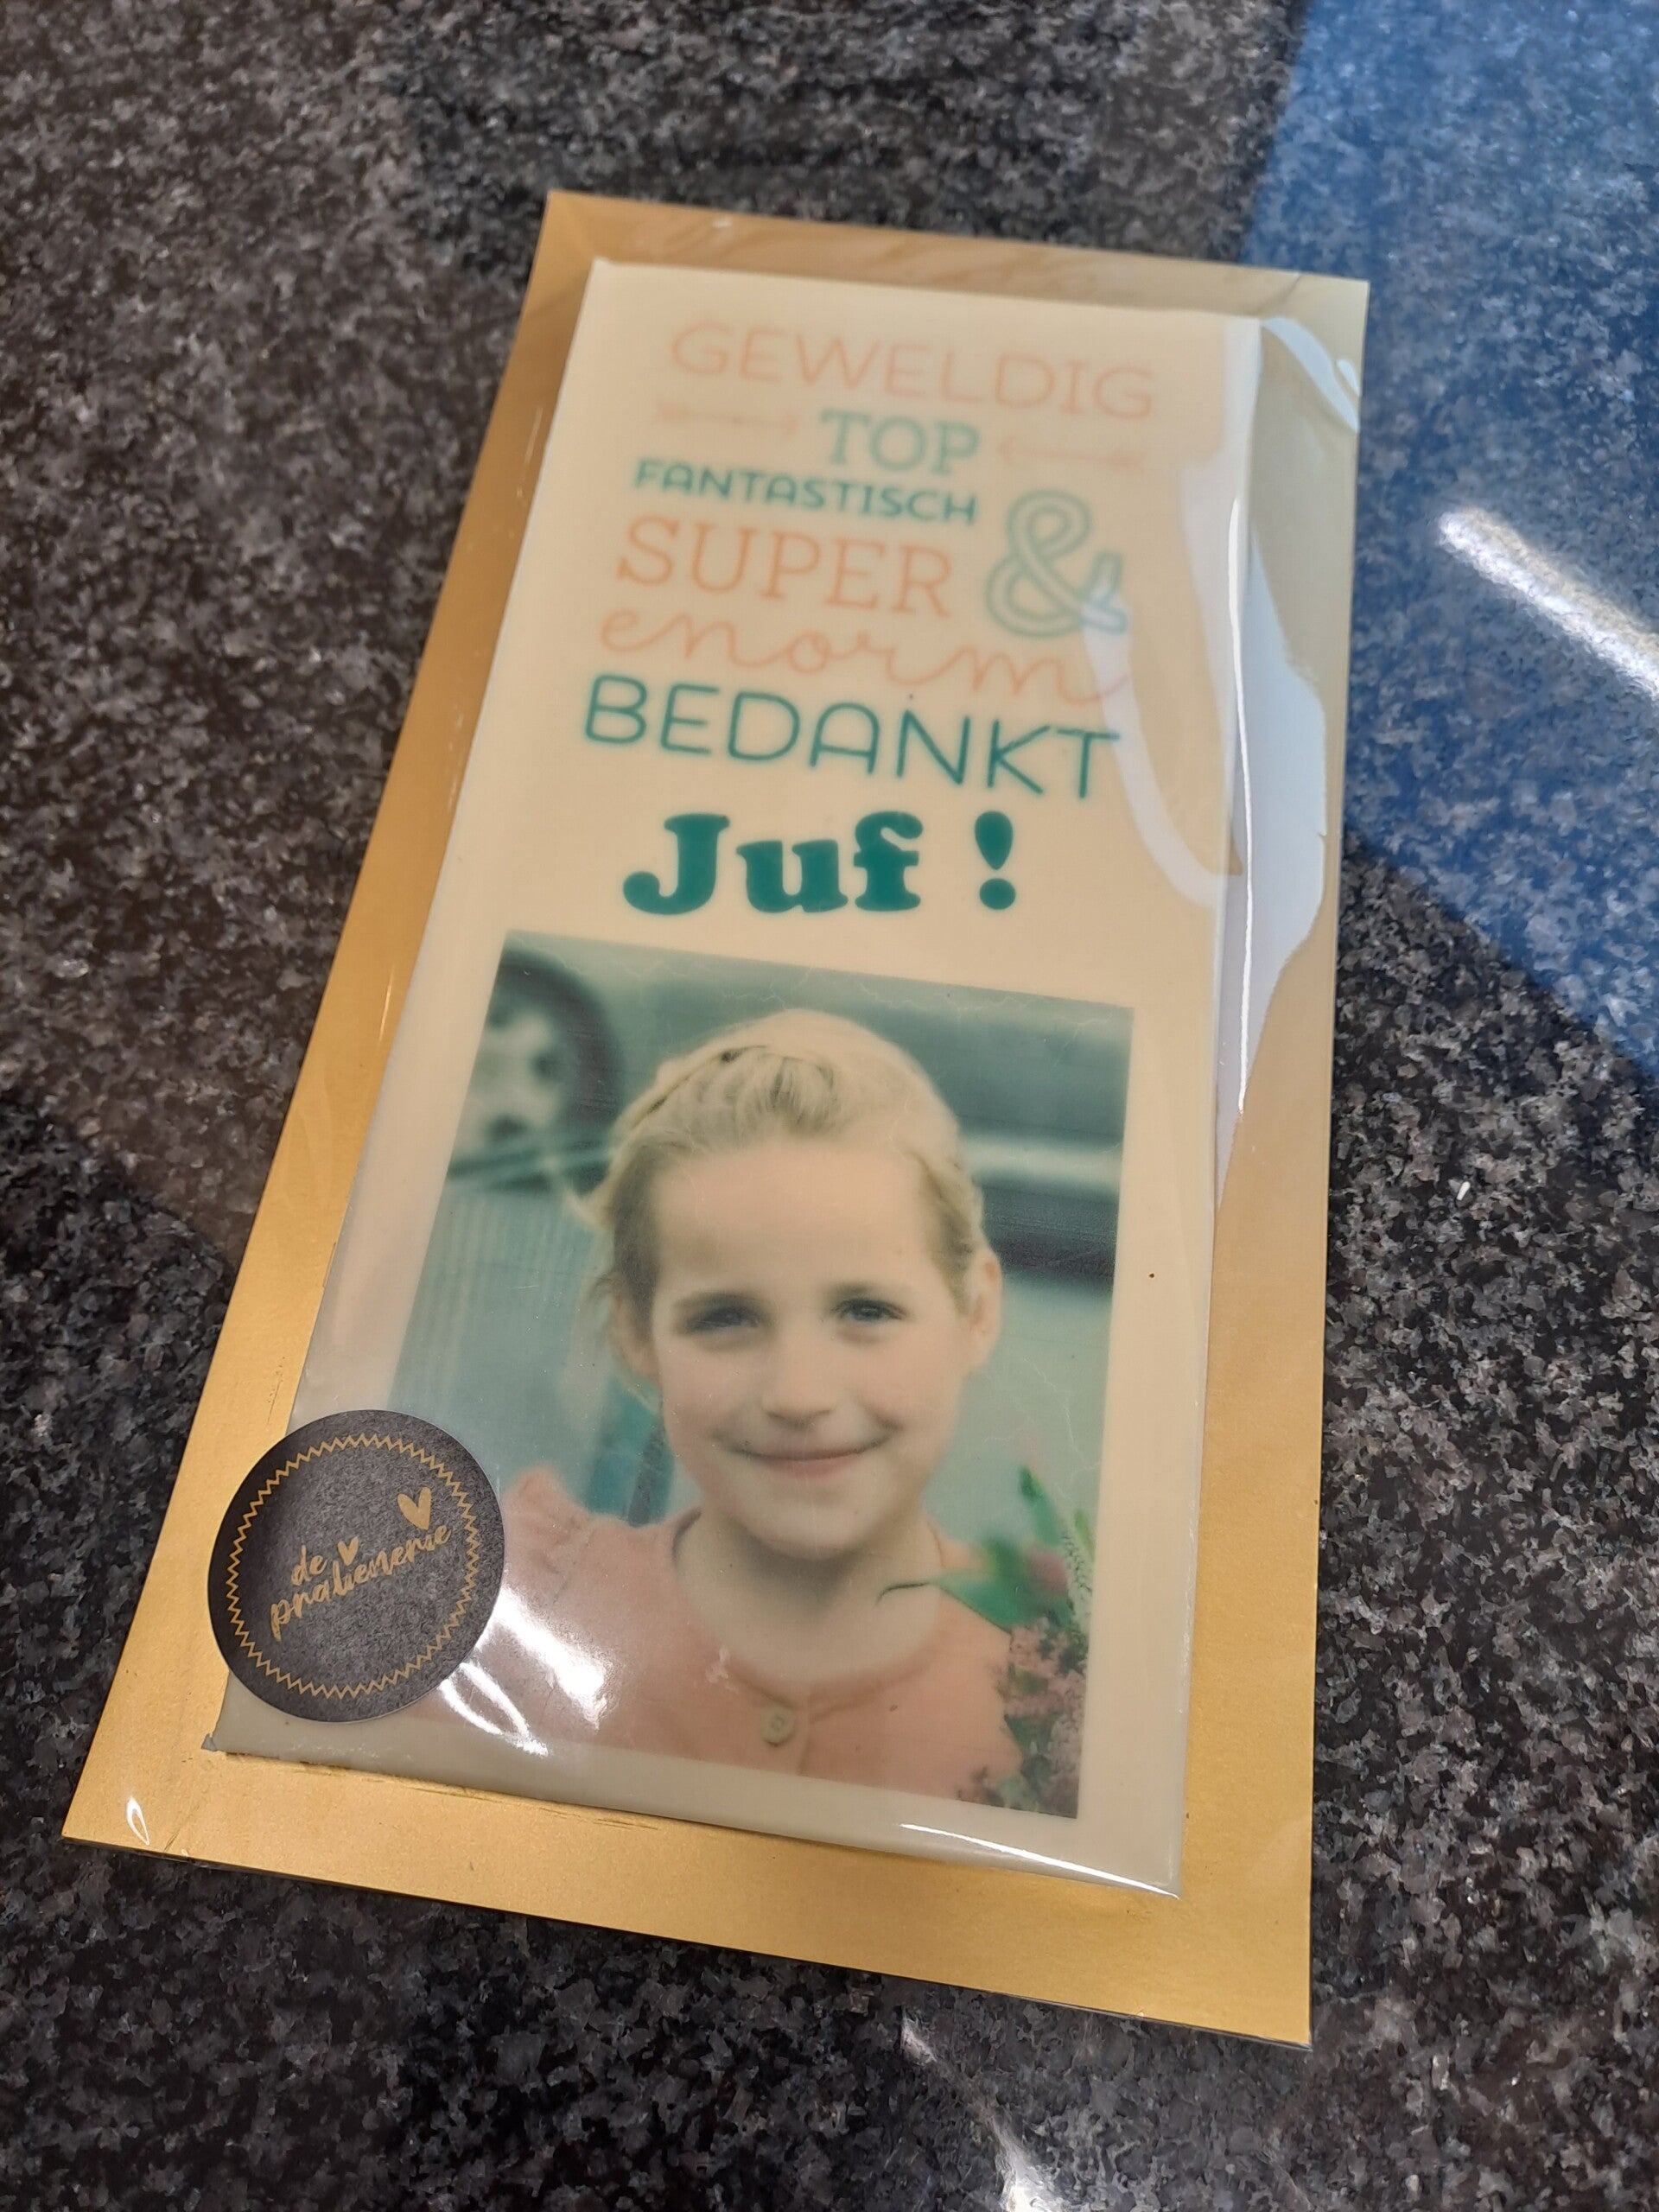 GEWELDIG
TOP
FANTASTISCH
SUPER &
enorm
BEDANKT
Juf !
de
pralienerie